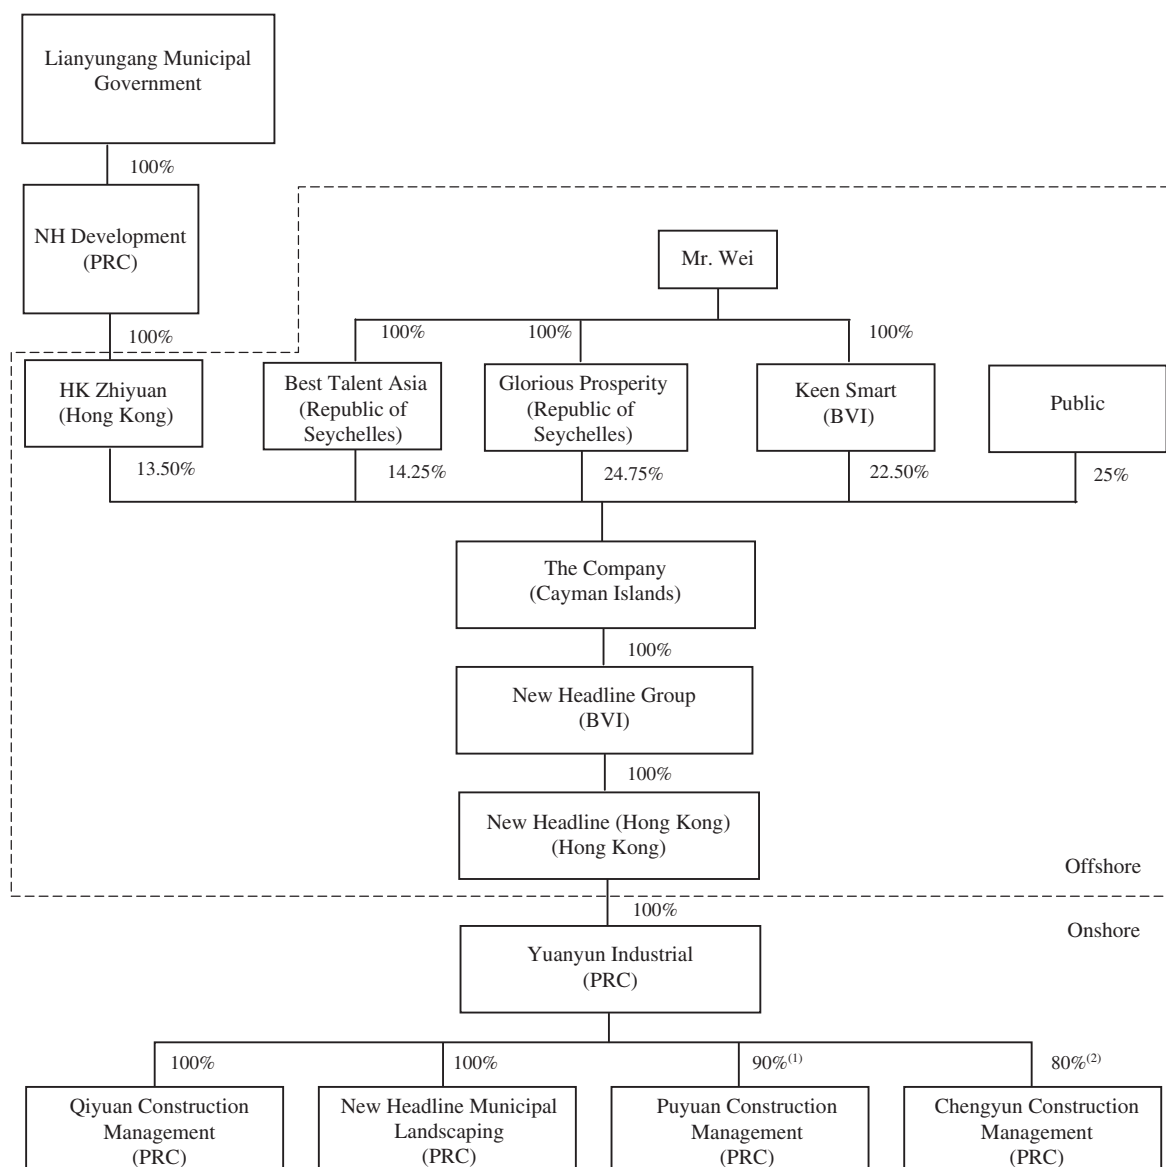 Lianyungang Municipal
Government
100%
NH Development
(PRC)
Mr. Wei
100%
100%
100%
100%
HK Zhiyuan
(Hong Kong)
Best Talent Asia
(Republic of
Seychelles)
Glorious Prosperity
(Republic of
Seychelles)
Keen Smart
(BVI)
Public
13.50%
14.25%
24.75%
22.50%
25%
The Company
(Cayman Islands)
100%
New Headline Group
(BVI)
100%
New Headline (Hong Kong)
(Hong Kong)
Offshore
100%
Onshore
Yuanyun Industrial
(PRC)
100%
100%
90%(1)
80%(2)
Qiyuan Construction
Management
(PRC)
New Headline Municipal
Landscaping
(PRC)
Puyuan Construction
Management
(PRC)
Chengyun Construction
Management
(PRC)